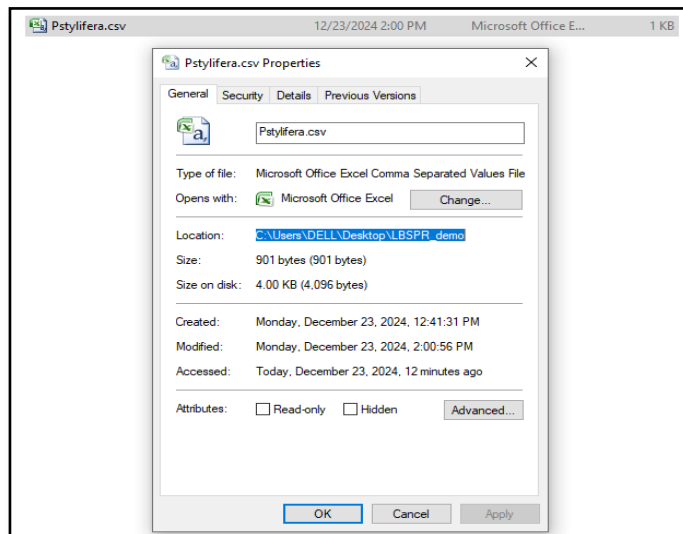 Pstylifera.csv 12/23/2024 2:00 PM Microsoft Office E... 1 KB
Pstylifera.csv Properties
General Security Details Previous Versions
Pstylifera.csv
Type of file: Microsoft Office Excel Comma Separated Values File
Opens with: Microsoft Office Excel Change...
Location: C:\Users\DELL\Desktop\LBSPR_demo
Size: 901 bytes (901 bytes)
Size on disk: 4.00 KB (4,096 bytes)
Created: Monday, December 23, 2024, 12:41:31 PM
Modified: Monday, December 23, 2024, 2:00:56 PM
Accessed: Today, December 23, 2024, 12 minutes ago
Attributes: Read-only Hidden Advanced...
OK Cancel Apply